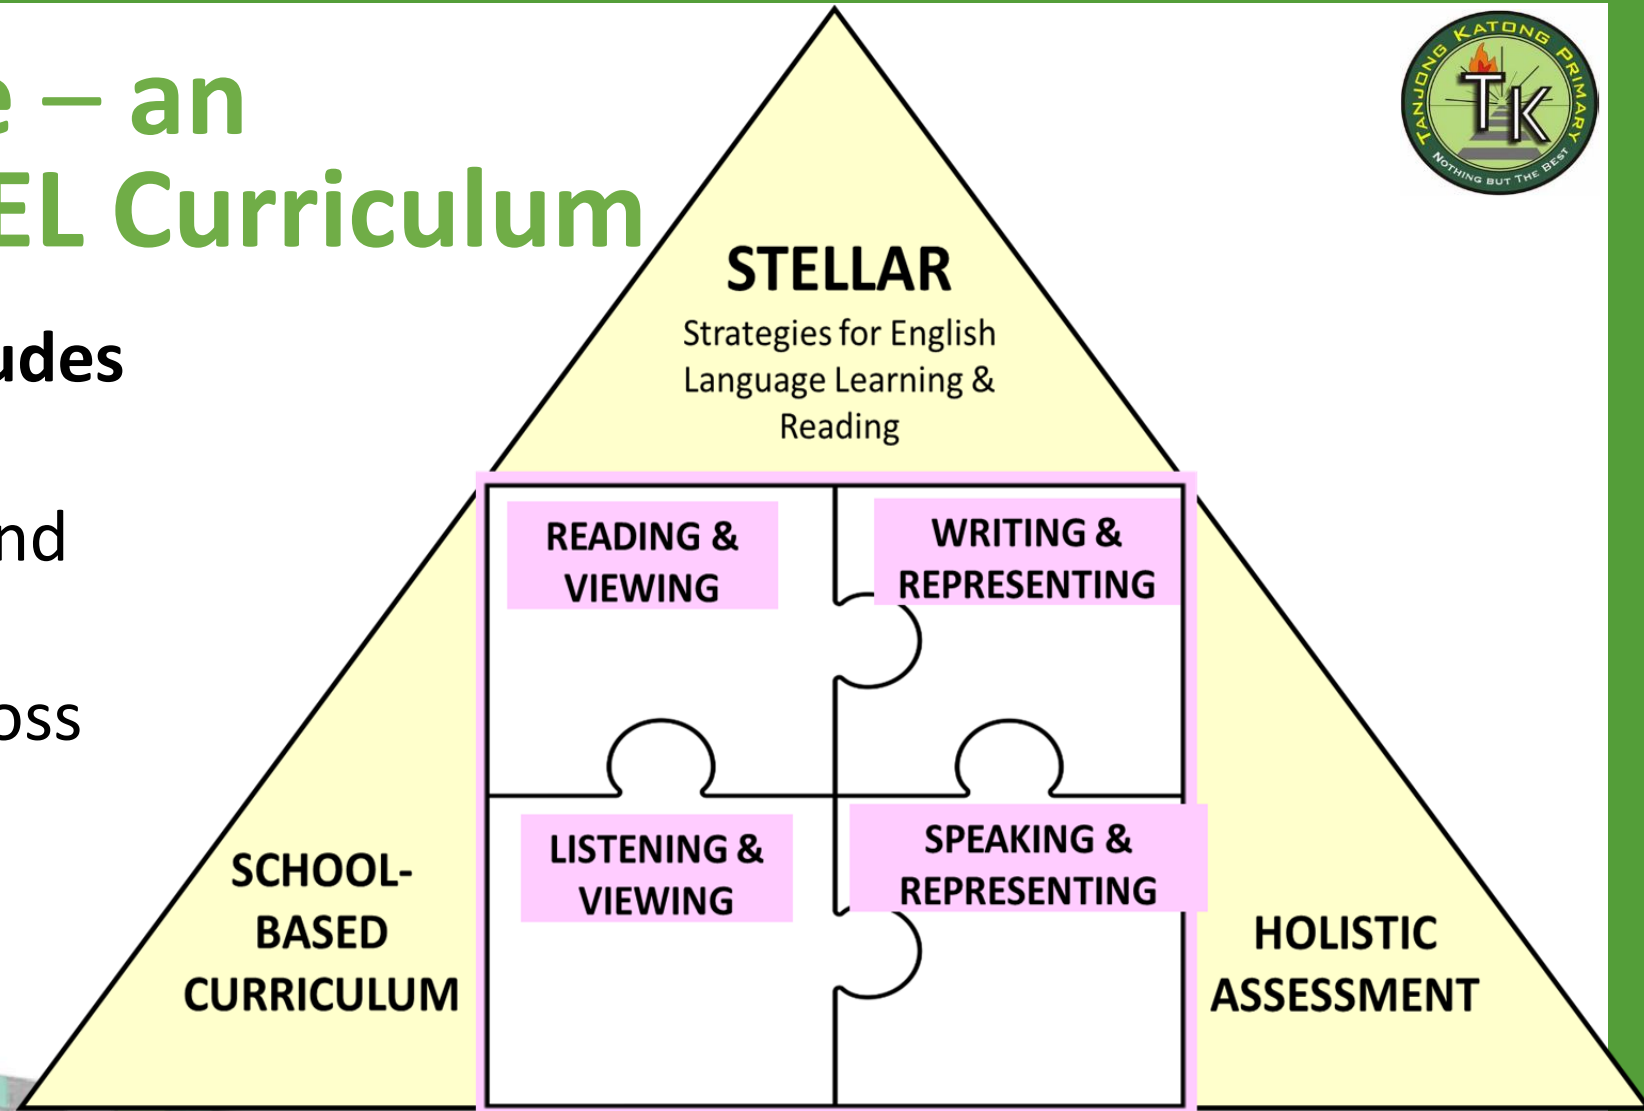 e – an
EL Curriculum
udes
nd
oss
STELLAR
Strategies for English
Language Learning &
Reading
READING &
VIEWING
WRITING &
REPRESENTING
LISTENING &
VIEWING
SPEAKING &
REPRESENTING
SCHOOL-
BASED
CURRICULUM
HOLISTIC
ASSESSMENT
TANJONG KATONG PRIMARY
TK
NOTHING BUT THE BEST